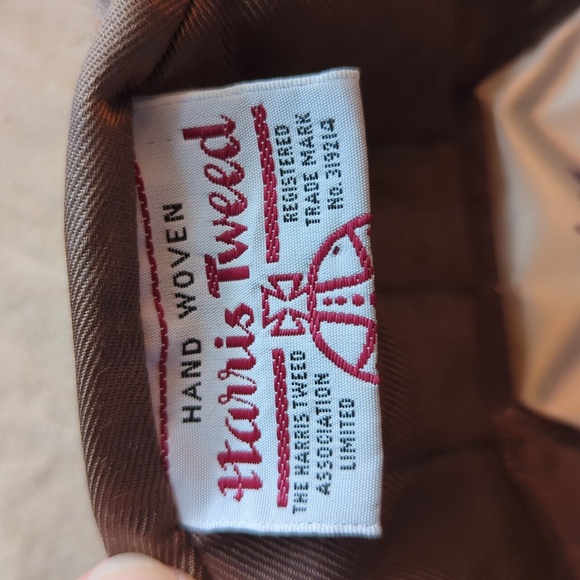 HAND WOVEN
Harris Tweed
THE HARRIS TWEED
ASSOCIATION
LIMITED
REGISTERED
TRADE MARK
No.319214